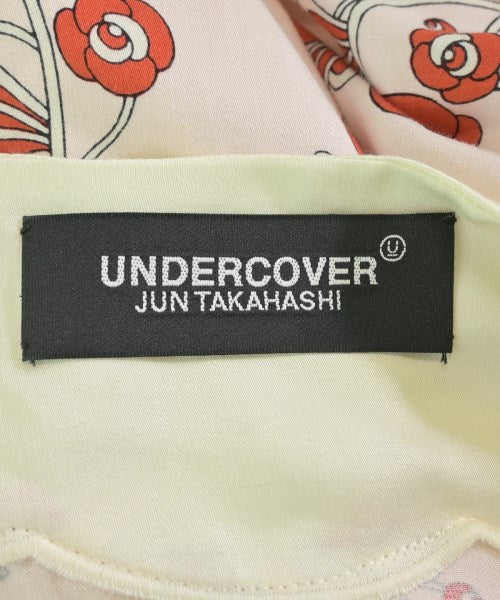 UNDERCOVER Ⓤ
JUN TAKAHASHI